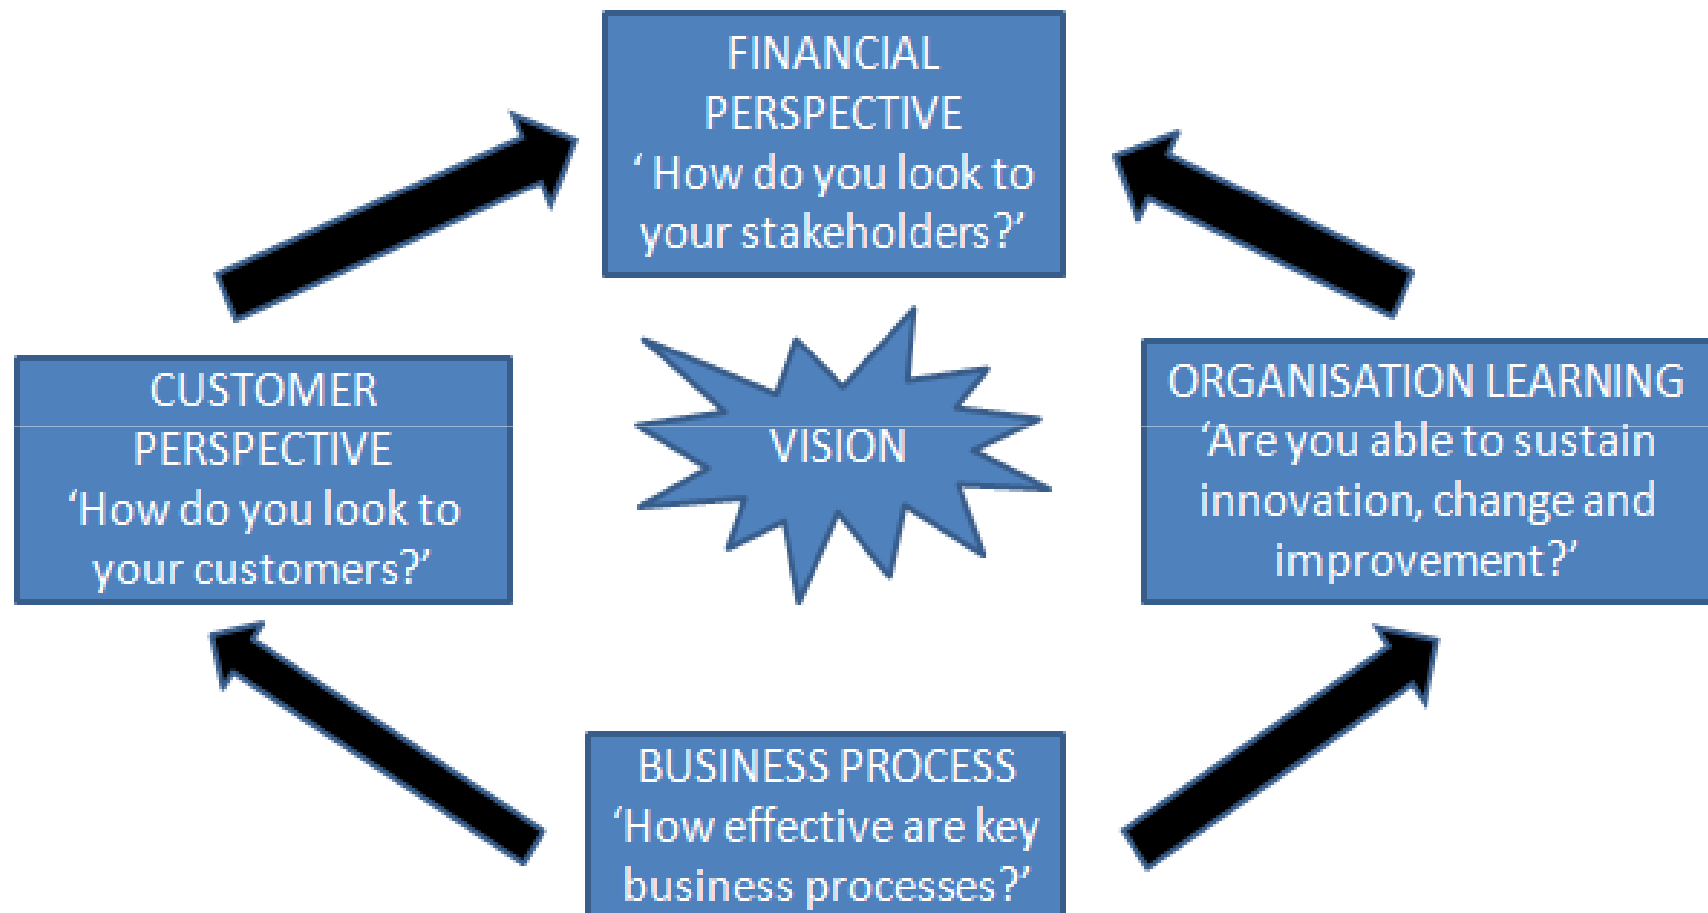 FINANCIAL
PERSPECTIVE
‘ How do you look to
your stakeholders?’
CUSTOMER
PERSPECTIVE
‘How do you look to
your customers?’
VISION
ORGANISATION LEARNING
‘Are you able to sustain
innovation, change and
improvement?’
BUSINESS PROCESS
‘How effective are key
business processes?’